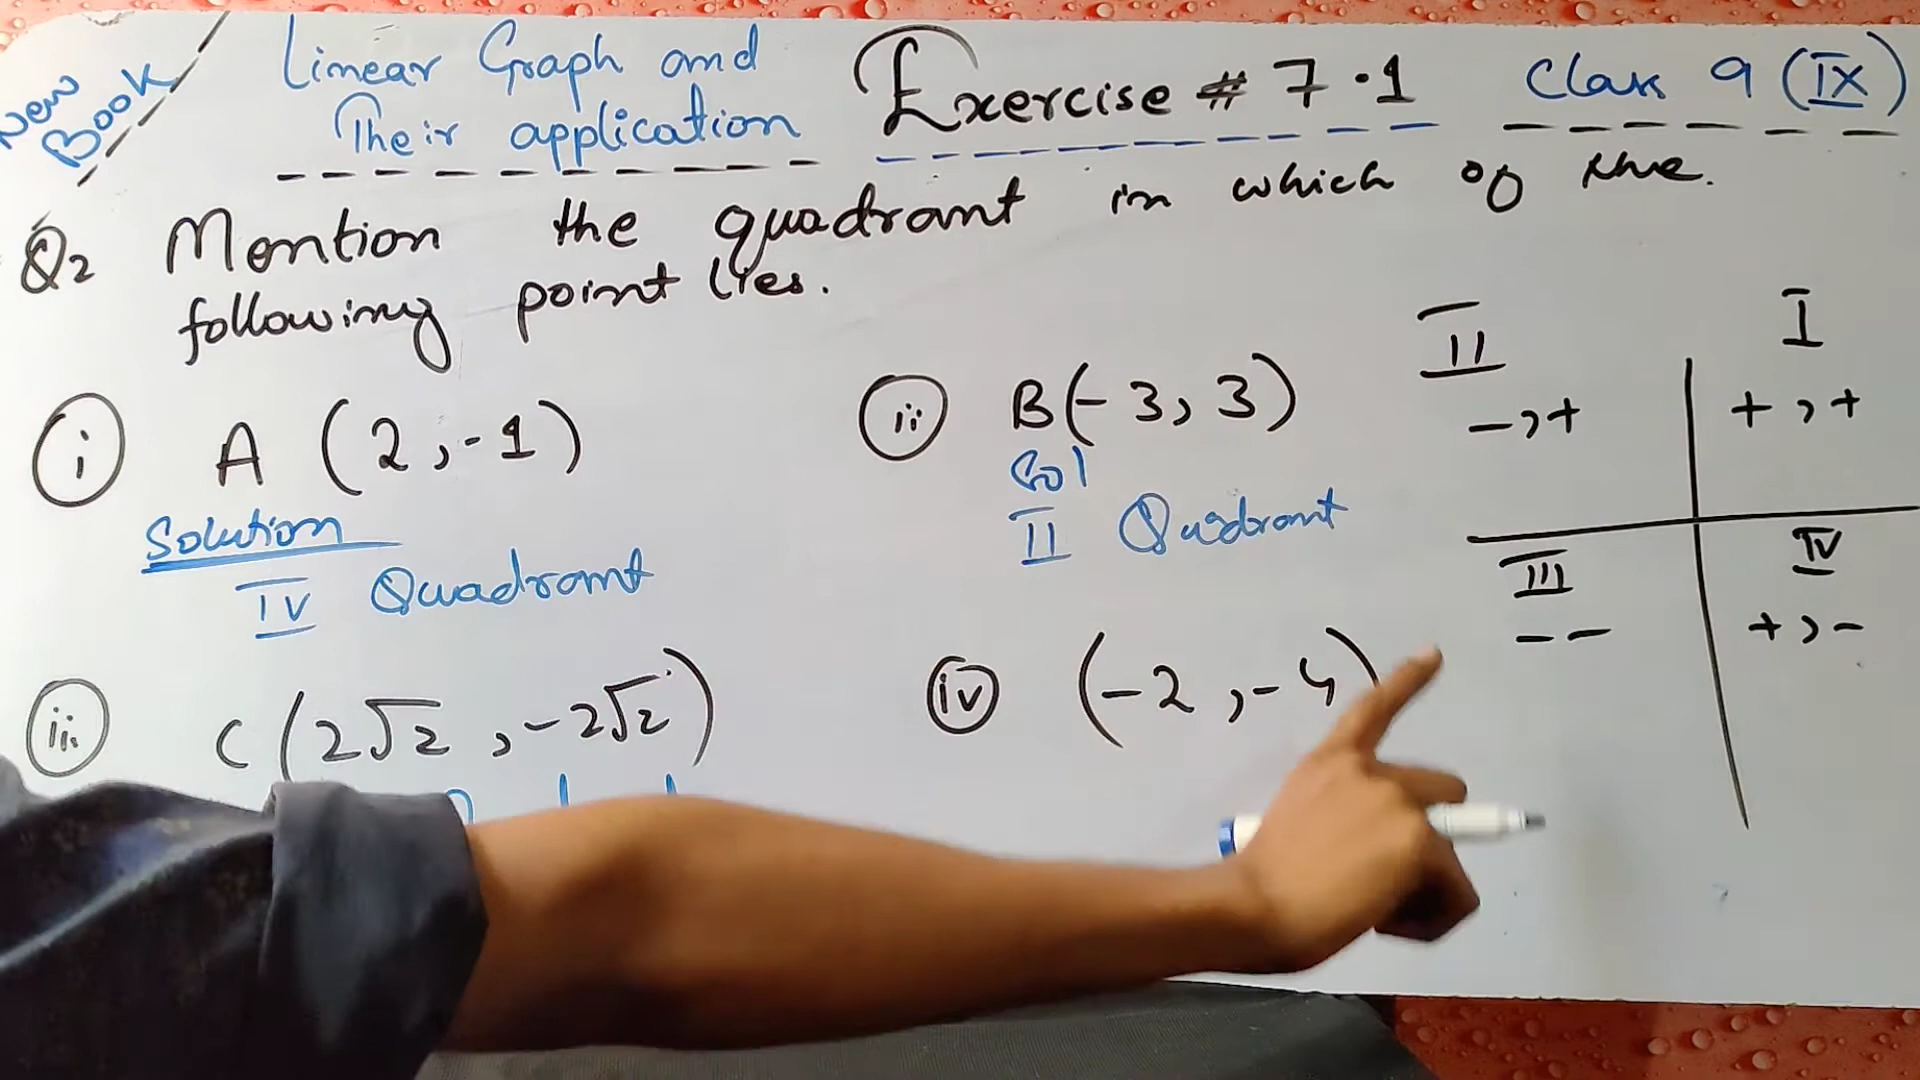 New Book
Linear Graph and
Their application
Exercise # 7.1
Class 9 (IX)
Q2 Mention the quadrant in which of the
following point lies.
i A (2, -1)
Solution
IV Quadrant
ii B(-3, 3)
Sol
II Quadrant
iii C (2√2, -2√2)
iv (-2, -4)
II I
-,+ +,+
III IV
-- +,-